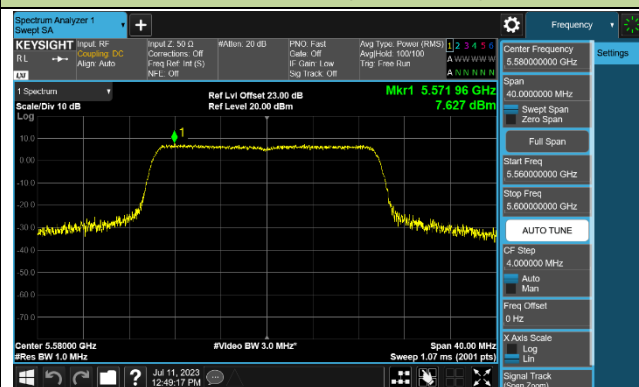 Spectrum Analyzer 1
Swept SA
Frequency
KEYSIGHT
RL
LXI
Input: RF
Coupling: DC
Align: Auto
Input Z: 50 Ω
Corrections: Off
Freq Ref: Int (S)
NFE: Off
#Atten: 20 dB
PNO: Fast
Gate: Off
IF Gain: Low
Sig Track: Off
Avg Type: Power (RMS)
Avg|Hold: 100/100
Trig: Free Run
1 2 3 4 5 6
A W W W W W
A N N N N N
1 Spectrum
Scale/Div 10 dB
Log
Ref Lvl Offset 23.00 dB
Ref Level 20.00 dBm
Mkr1 5.571 96 GHz
7.627 dBm
1
10.0
0.00
-10.0
-20.0
-30.0
-40.0
-50.0
-60.0
-70.0
Center 5.58000 GHz
#Res BW 1.0 MHz
#Video BW 3.0 MHz*
Span 40.00 MHz
Sweep 1.07 ms (2001 pts)
Jul 11, 2023
12:49:17 PM
Center Frequency
5.580000000 GHz
Span
40.0000000 MHz
Swept Span
Zero Span
Full Span
Start Freq
5.560000000 GHz
Stop Freq
5.600000000 GHz
AUTO TUNE
CF Step
4.000000 MHz
Auto
Man
Freq Offset
0 Hz
X Axis Scale
Log
Lin
Signal Track
(Span Zoom)
Settings